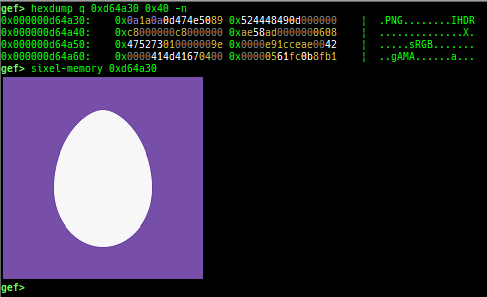 gef> hexdump q 0xd64a30 0x40 -n
0x000000d64a30: 0x0a1a0a0d474e5089 0x524448490d000000 | .PNG........IHDR
0x000000d64a40: 0xc8000000c8000000 0xae58ad0000000608 | ..............X.
0x000000d64a50: 0x473273010000009e 0x0000e91cceae0042 | .....sRGB.......
0x000000d64a60: 0x0000414d41670400 0x00000561fc0b8fb1 | ..gAMA......a...
gef> sixel-memory 0xd64a30
gef>